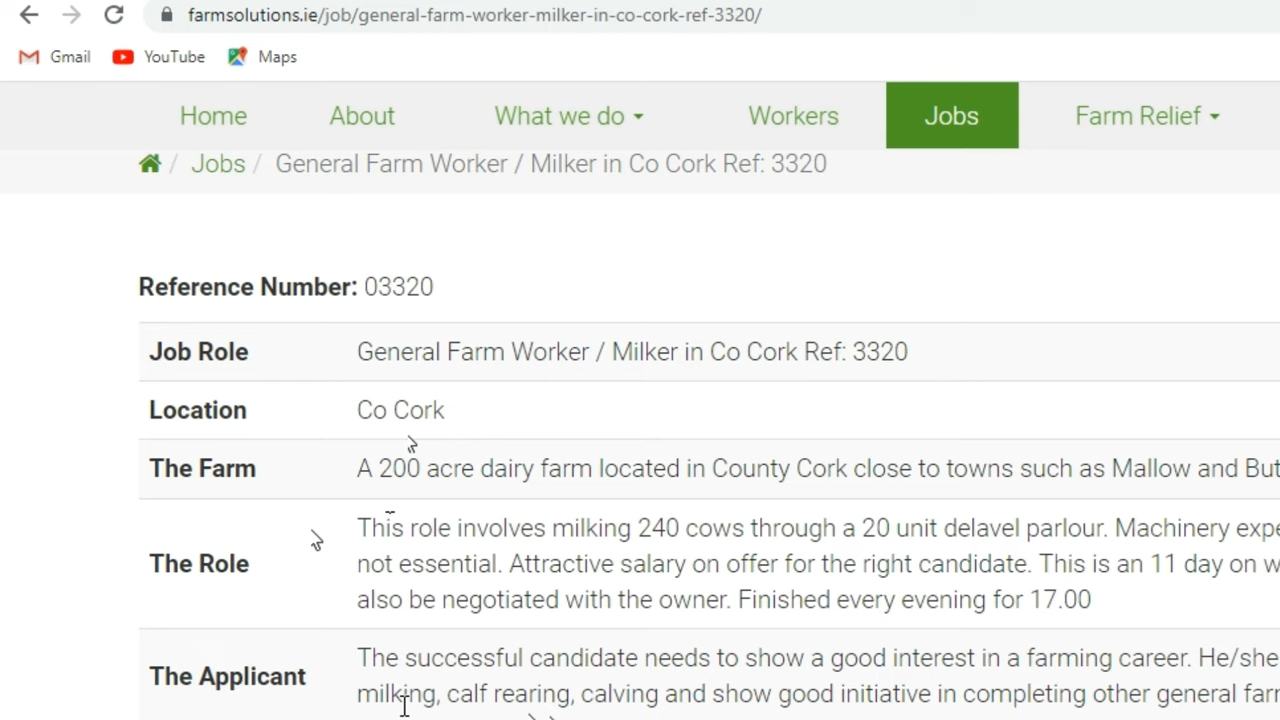 farmsolutions.ie/job/general-farm-worker-milker-in-co-cork-ref-3320/
Gmail YouTube Maps
Home About What we do Workers Jobs Farm Relief
/ Jobs / General Farm Worker / Milker in Co Cork Ref: 3320
Reference Number: 03320
Job Role General Farm Worker / Milker in Co Cork Ref: 3320
Location Co Cork
The Farm A 200 acre dairy farm located in County Cork close to towns such as Mallow and
This role involves milking 240 cows through a 20 unit delavel parlour. Machinery
The Role not essential. Attractive salary on offer for the right candidate. This is an 11 day on
also be negotiated with the owner. Finished every evening for 17.00
The successful candidate needs to show a good interest in a farming career. He/she
The Applicant milking, calf rearing, calving and show good initiative in completing other general